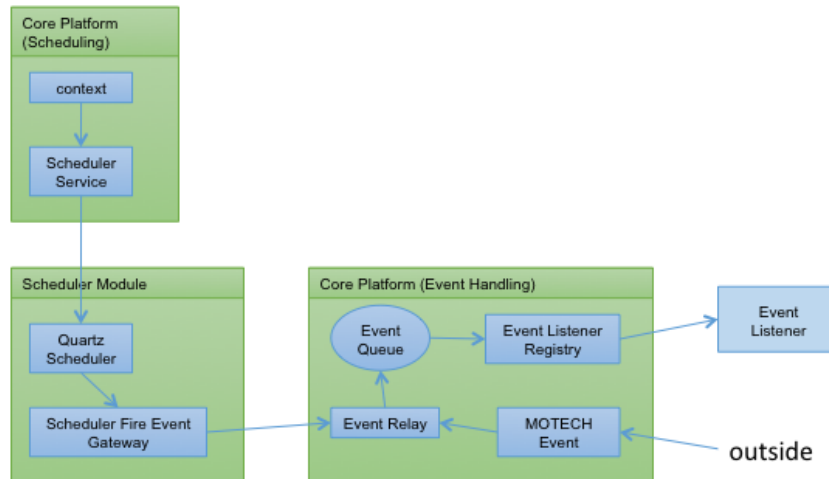 Core Platform
(Scheduling)
context
Scheduler
Service
Scheduler Module
Quartz
Scheduler
Scheduler Fire Event
Gateway
Core Platform (Event Handling)
Event
Queue
Event Listener
Registry
Event Relay
MOTECH
Event
Event
Listener
outside